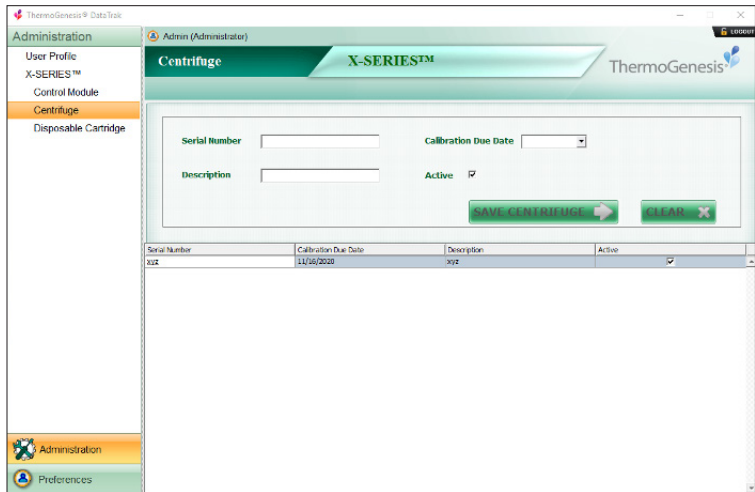 ThermoGenesis® DataTrak
Administration
Admin (Administrator)
LOGOUT
User Profile
X-SERIES™
Control Module
Centrifuge
Disposable Cartridge
Centrifuge
X-SERIES™
ThermoGenesis
Serial Number
Calibration Due Date
Description
Active
SAVE CENTRIFUGE
CLEAR
Serial Number Calibration Due Date Description Active
xyz 11/16/2020 xyz
Administration
Preferences